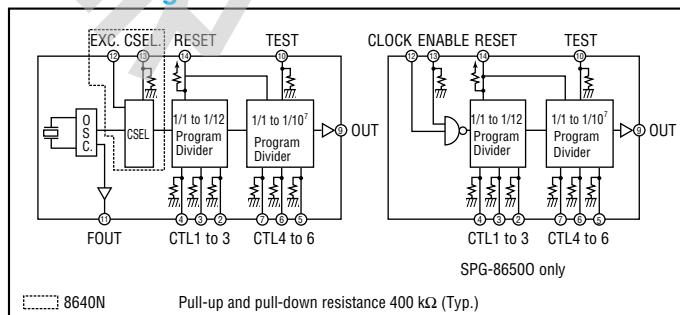 EXC. CSEL. RESET TEST
12 13 14 10
O
S
C.
CSEL
1/1 to 1/12
Program
Divider
1/1 to 1/10⁷
Program
Divider
9 OUT
11 4 3 2 7 6 5
FOUT CTL1 to 3 CTL4 to 6
CLOCK ENABLE RESET TEST
12 13 14 10
1/1 to 1/12
Program
Divider
1/1 to 1/10⁷
Program
Divider
9 OUT
4 3 2 7 6 5
CTL1 to 3 CTL4 to 6
SPG-8650O only
8640N Pull-up and pull-down resistance 400 kΩ (Typ.)